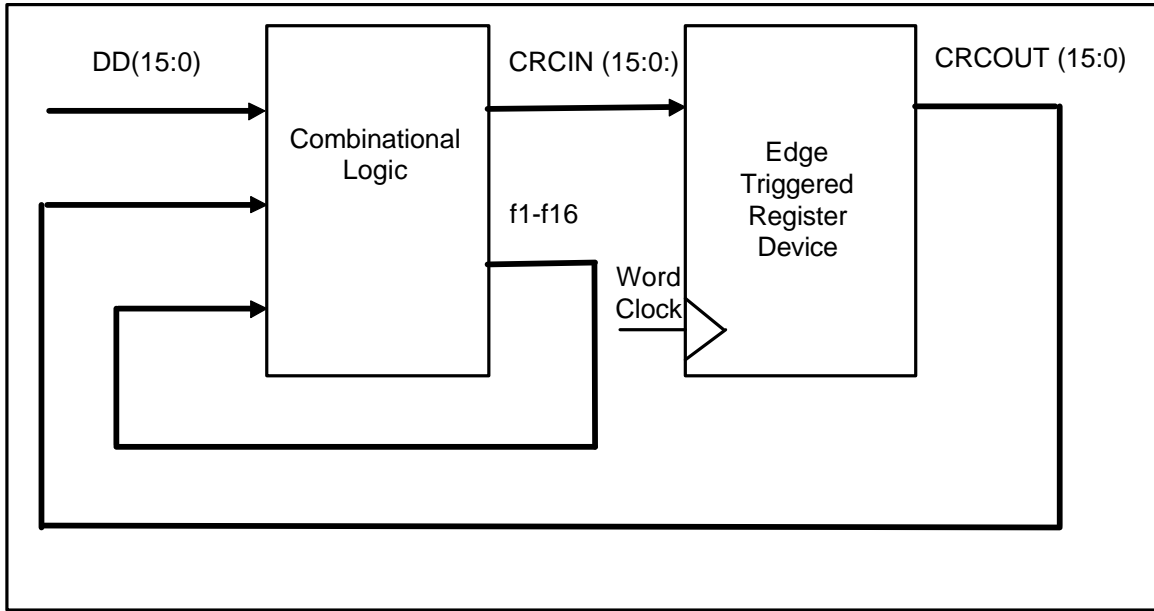 DD(15:0)
CRCIN (15:0:)
CRCOUT (15:0)
Combinational
Logic
Edge
Triggered
Register
Device
f1-f16
Word
Clock